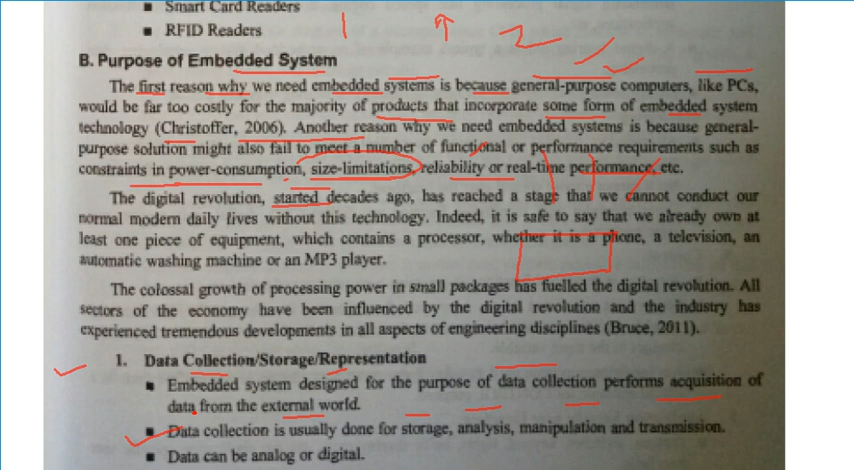 ▪ Smart Card Readers
▪ RFID Readers
1 2
B. Purpose of Embedded System
The first reason why we need embedded systems is because general-purpose computers, like PCs,
would be far too costly for the majority of products that incorporate some form of embedded system
technology (Christoffer, 2006). Another reason why we need embedded systems is because general-
purpose solution might also fail to meet a number of functional or performance requirements such as
constraints in power-consumption, size-limitations, reliability or real-time performance, etc.
The digital revolution, started decades ago, has reached a stage that we cannot conduct our
normal modern daily lives without this technology. Indeed, it is safe to say that we already own at
least one piece of equipment, which contains a processor, whether it is a phone, a television, an
automatic washing machine or an MP3 player.
The colossal growth of processing power in small packages has fuelled the digital revolution. All
sectors of the economy have been influenced by the digital revolution and the industry has
experienced tremendous developments in all aspects of engineering disciplines (Bruce, 2011).
1. Data Collection/Storage/Representation
▪ Embedded system designed for the purpose of data collection performs acquisition of
data from the external world.
▪ Data collection is usually done for storage, analysis, manipulation and transmission.
▪ Data can be analog or digital.